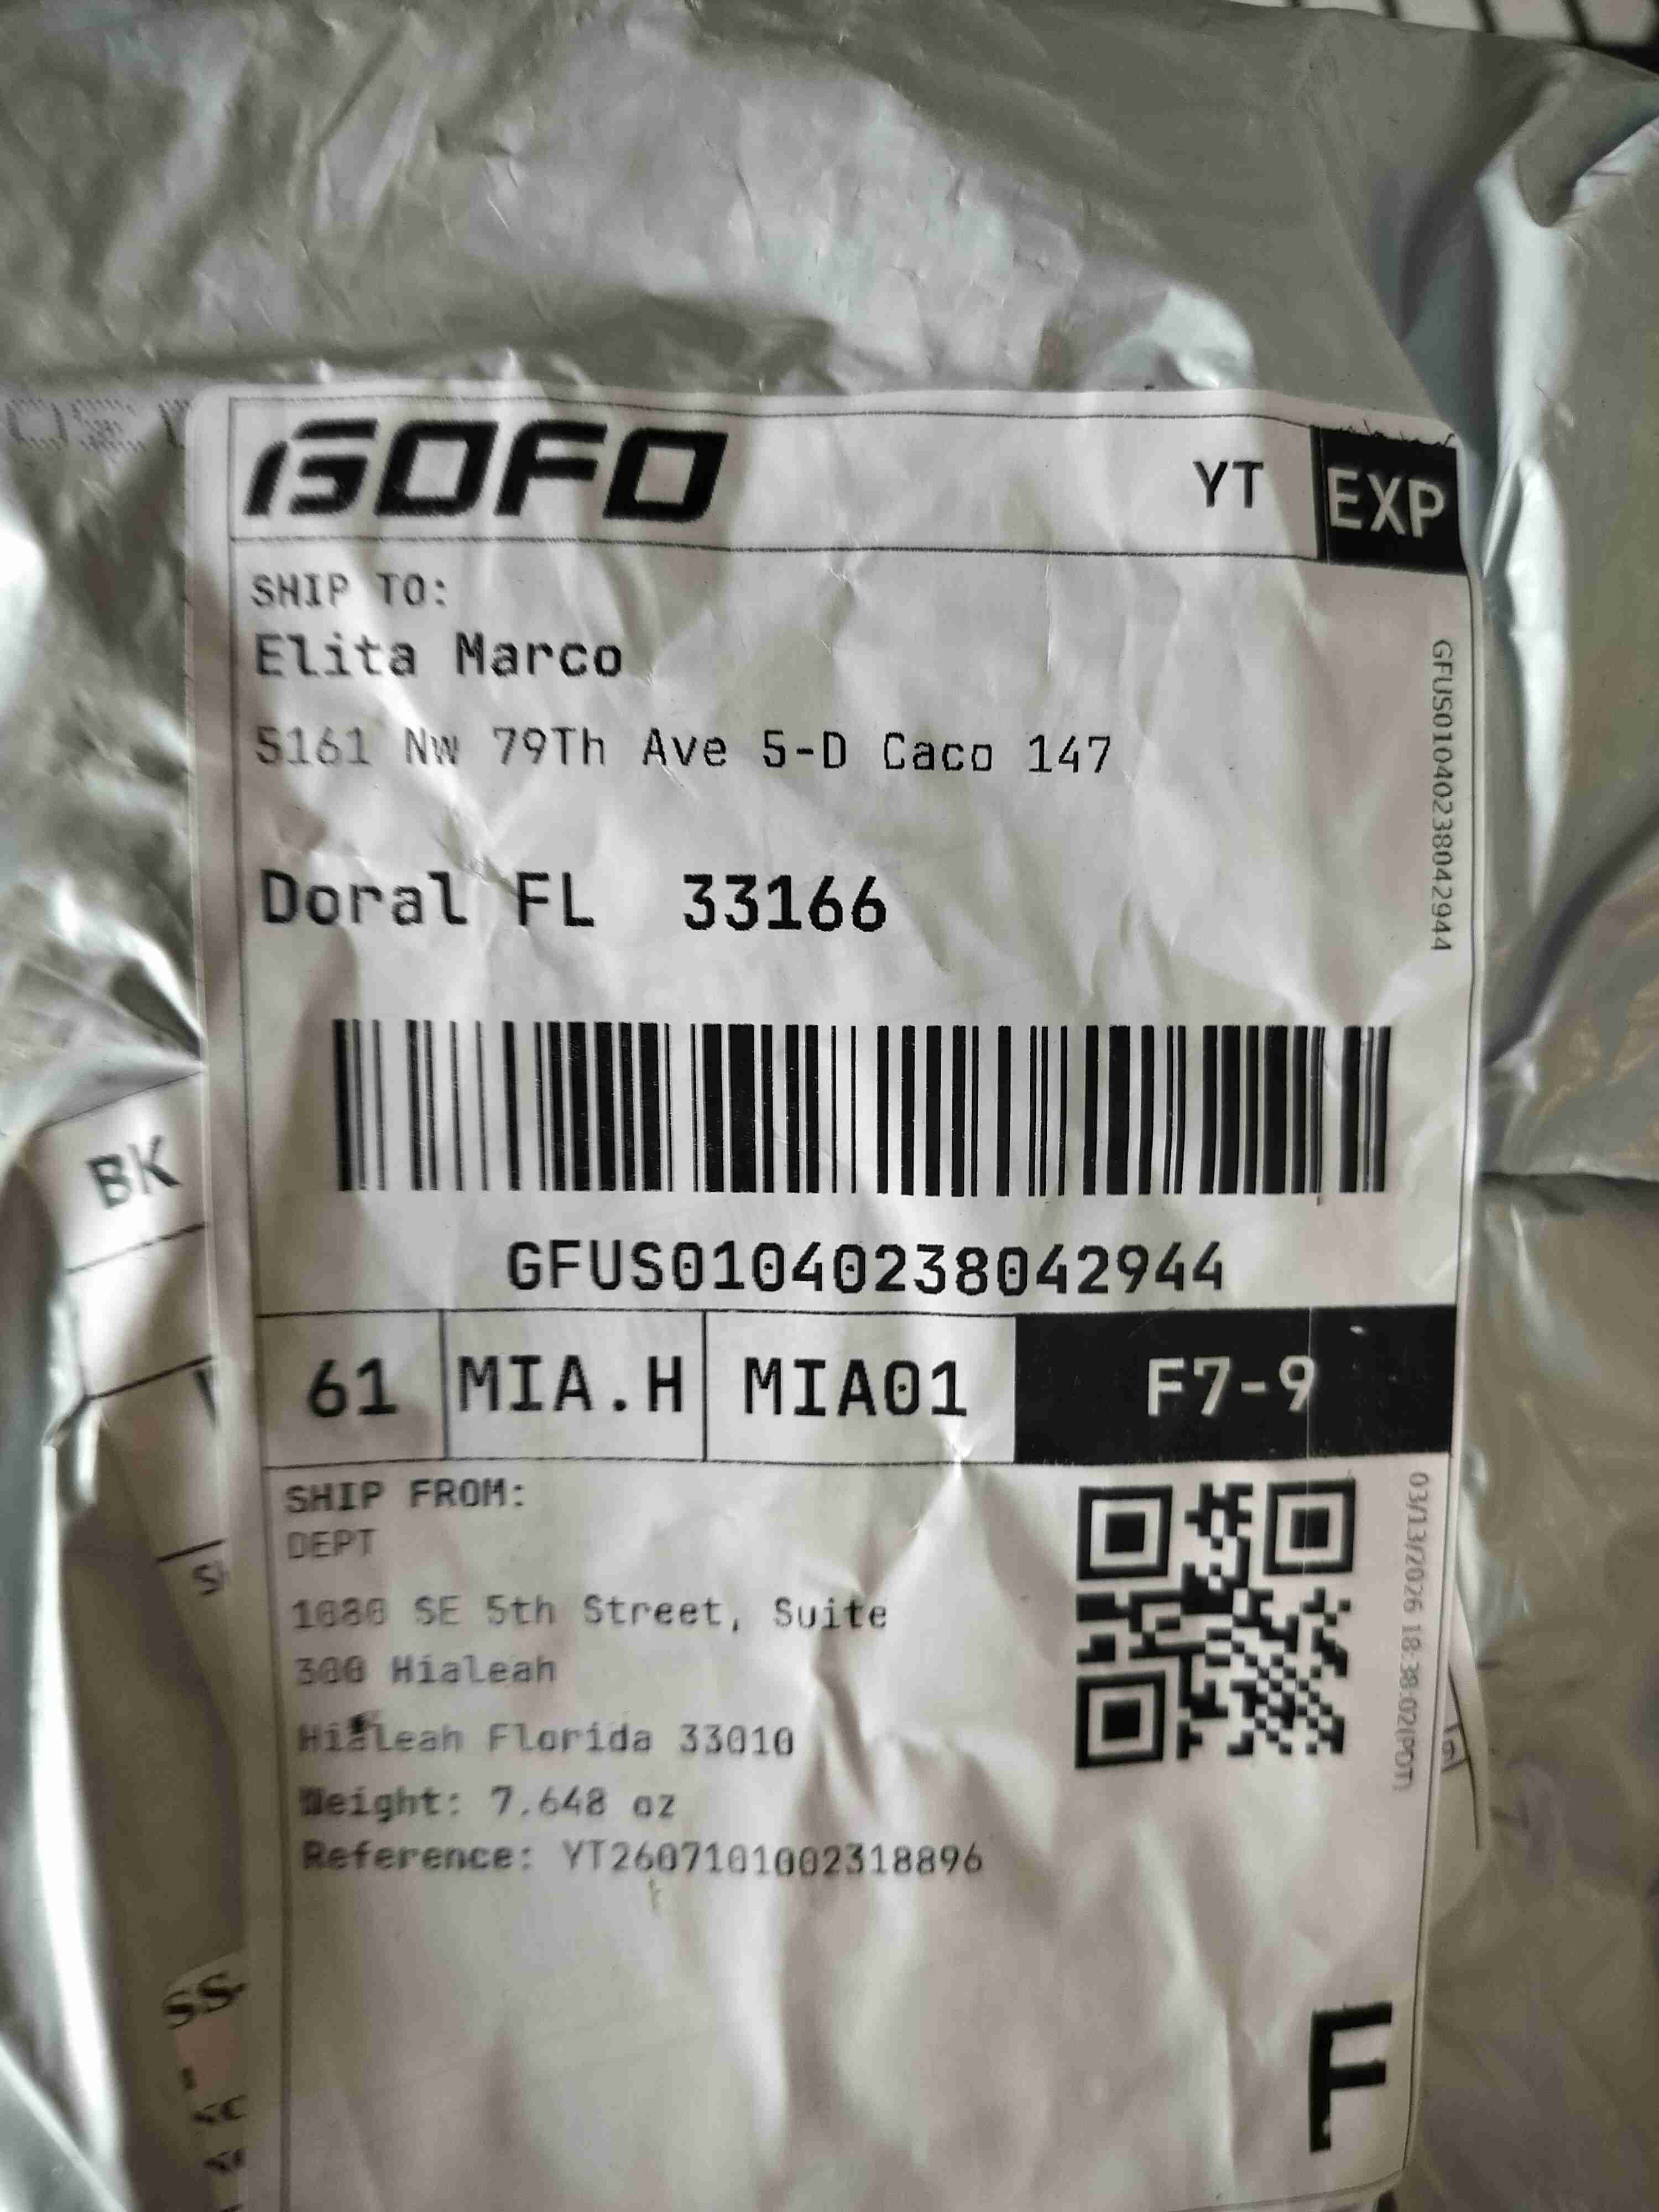 GOFO
YT
EXP
SHIP TO:
Elita Marco
5161 Nw 79Th Ave 5-D Caco 147
Doral FL 33166
GFUS01040238042944
GFUS01040238042944
61
MIA.H
MIA01
F7-9
SHIP FROM:
DEPT
1080 SE 5th Street, Suite
300 Hialeah
Hialeah Florida 33010
Weight: 7.648 oz
Reference: YT2607101002318896
03/13/2026 18:38:02(PDT)
F
BK